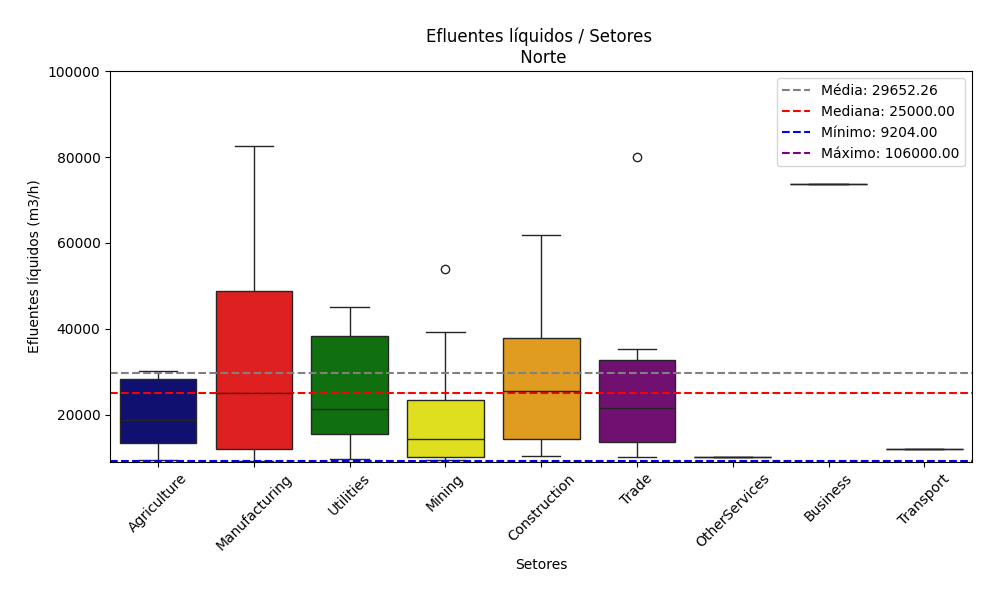 Efluentes líquidos / Setores
Norte
Efluentes líquidos (m3/h)
100000
80000
60000
40000
20000
Média: 29652.26
Mediana: 25000.00
Mínimo: 9204.00
Máximo: 106000.00
Agriculture
Manufacturing
Utilities
Mining
Construction
Trade
OtherServices
Business
Transport
Setores